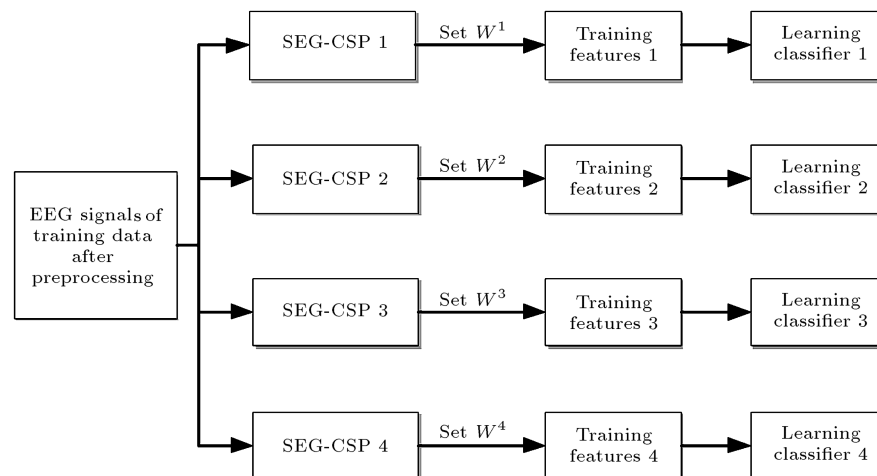 SEG-CSP 1
Set W¹
Training
features 1
Learning
classifier 1
SEG-CSP 2
Set W²
Training
features 2
Learning
classifier 2
EEG signals of
training data
after
preprocessing
SEG-CSP 3
Set W³
Training
features 3
Learning
classifier 3
SEG-CSP 4
Set W⁴
Training
features 4
Learning
classifier 4